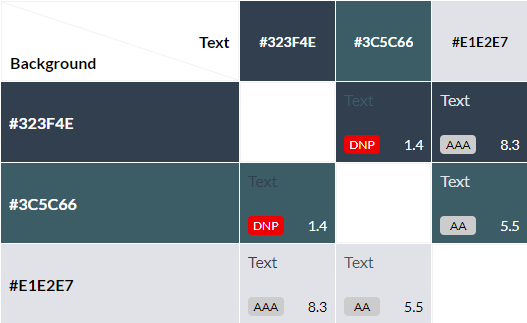 Text #323F4E #3C5C66 #E1E2E7
Background
#323F4E Text Text
DNP 1.4 AAA 8.3
#3C5C66 Text Text
DNP 1.4 AA 5.5
#E1E2E7 Text Text
AAA 8.3 AA 5.5